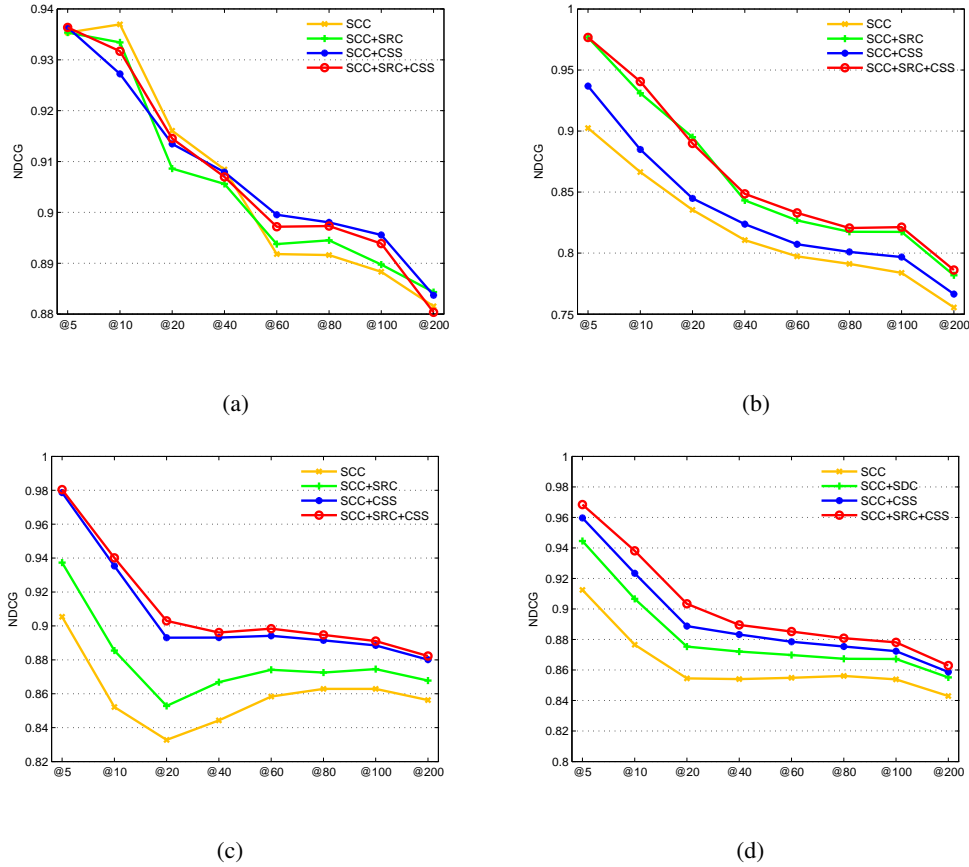 0.94
0.93
0.92
0.91
0.9
0.89
0.88
NDCG
@5 @10 @20 @40 @60 @80 @100 @200
SCC
SCC+SRC
SCC+CSS
SCC+SRC+CSS
(a)
1
0.95
0.9
0.85
0.8
0.75
NDCG
@5 @10 @20 @40 @60 @80 @100 @200
SCC
SCC+SRC
SCC+CSS
SCC+SRC+CSS
(b)
1
0.98
0.96
0.94
0.92
0.9
0.88
0.86
0.84
0.82
NDCG
@5 @10 @20 @40 @60 @80 @100 @200
SCC
SCC+SRC
SCC+CSS
SCC+SRC+CSS
(c)
1
0.98
0.96
0.94
0.92
0.9
0.88
0.86
0.84
0.82
0.8
NDCG
@5 @10 @20 @40 @60 @80 @100 @200
SCC
SCC+SDC
SCC+CSS
SCC+SRC+CSS
(d)